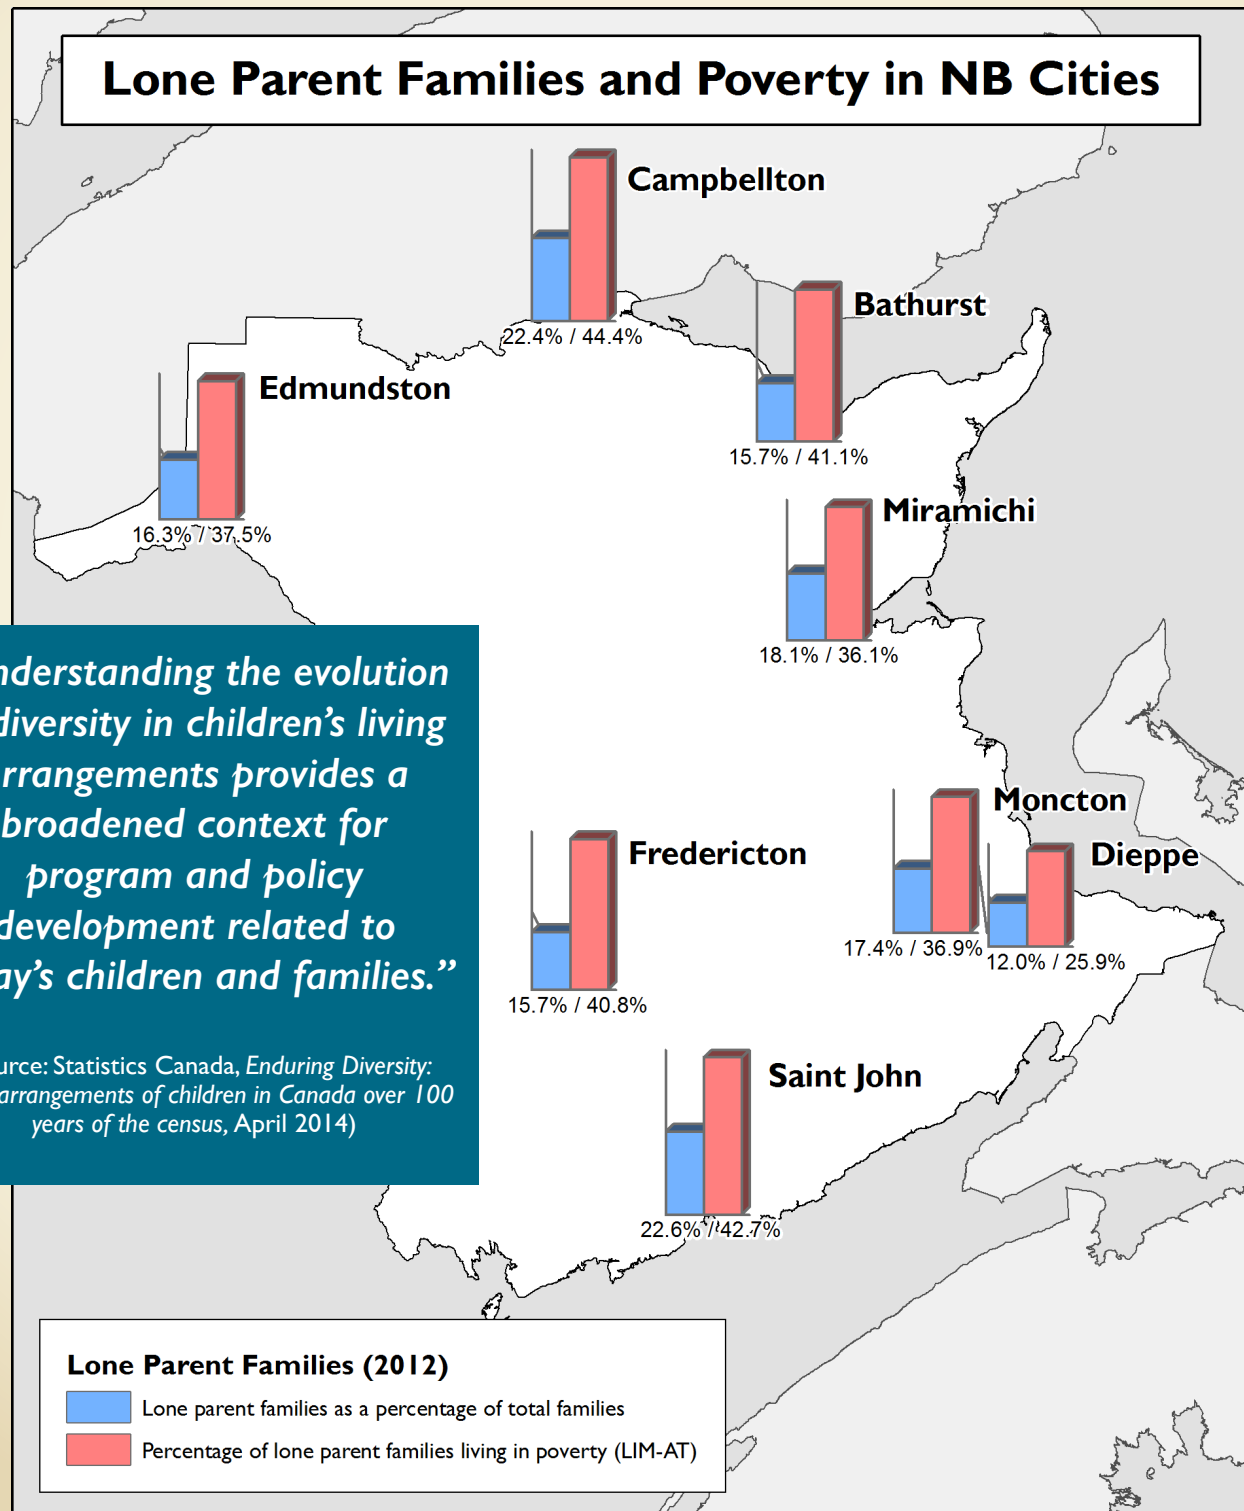 Lone Parent Families and Poverty in NB Cities
Campbellton
22.4% / 44.4%
Bathurst
15.7% / 41.1%
Edmundston
16.3% / 37.5%
Miramichi
18.1% / 36.1%
nderstanding the evolution
diversity in children’s living
rrangements provides a
broadened context for
program and policy
development related to
ay’s children and families.”
urce: Statistics Canada, Enduring Diversity:
arrangements of children in Canada over 100
years of the census, April 2014)
Moncton
17.4% / 36.9%
Dieppe
12.0% / 25.9%
Fredericton
15.7% / 40.8%
Saint John
22.6% / 42.7%
Lone Parent Families (2012)
Lone parent families as a percentage of total families
Percentage of lone parent families living in poverty (LIM-AT)